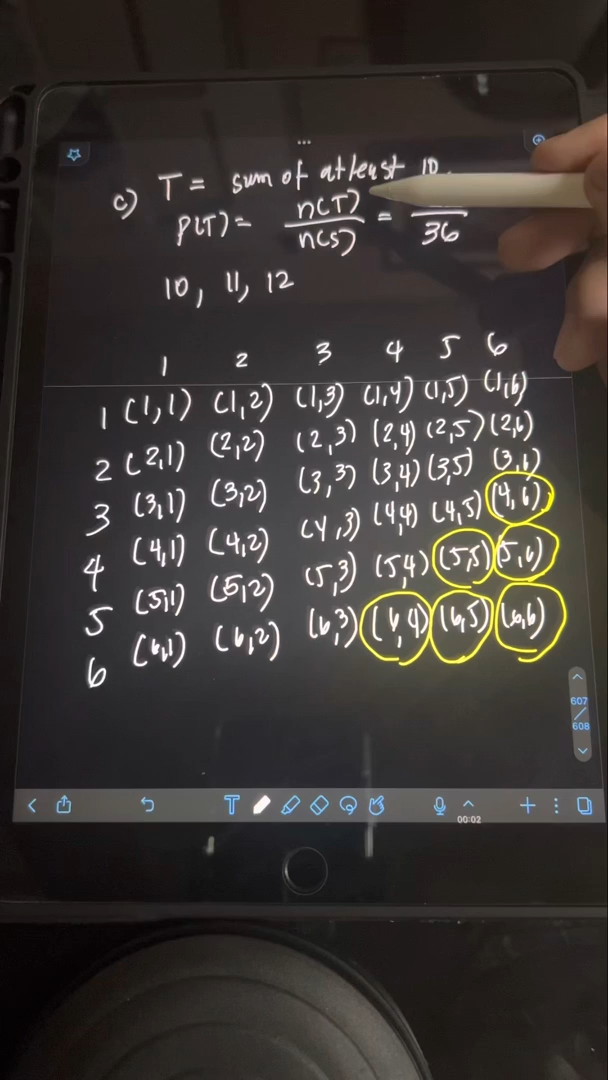 c) T = sum of at least 10
P(T) = n(T)/n(S) = /36
10, 11, 12
1 2 3 4 5 6
1 (1,1) (1,2) (1,3) (1,4) (1,5) (1,6)
2 (2,1) (2,2) (2,3) (2,4) (2,5) (2,6)
3 (3,1) (3,2) (3,3) (3,4) (3,5) (3,6)
4 (4,1) (4,2) (4,3) (4,4) (4,5) (4,6)
5 (5,1) (5,2) (5,3) (5,4) (5,5) (5,6)
6 (6,1) (6,2) (6,3) (6,4) (6,5) (6,6)
607
/
608
T
00:02